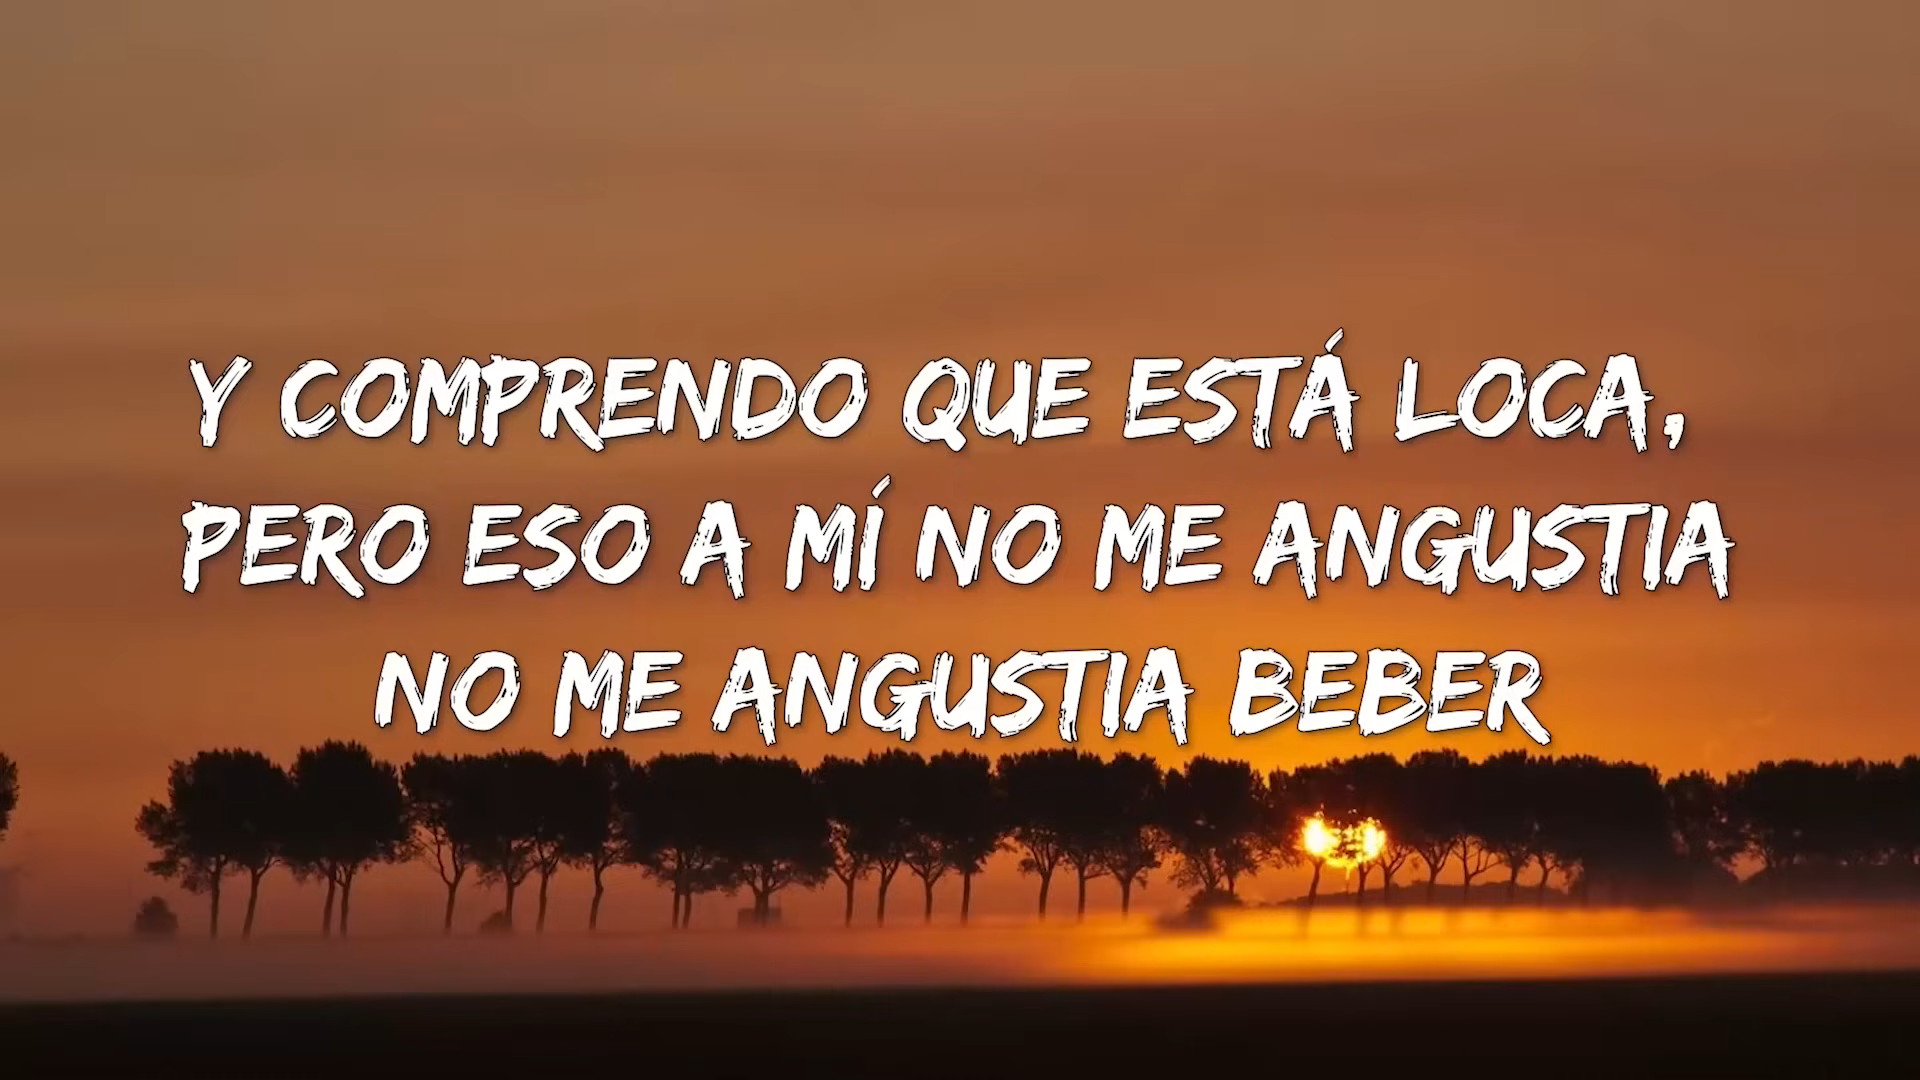 Y COMPRENDO QUE ESTÁ LOCA,
PERO ESO A MÍ NO ME ANGUSTIA
NO ME ANGUSTIA BEBER